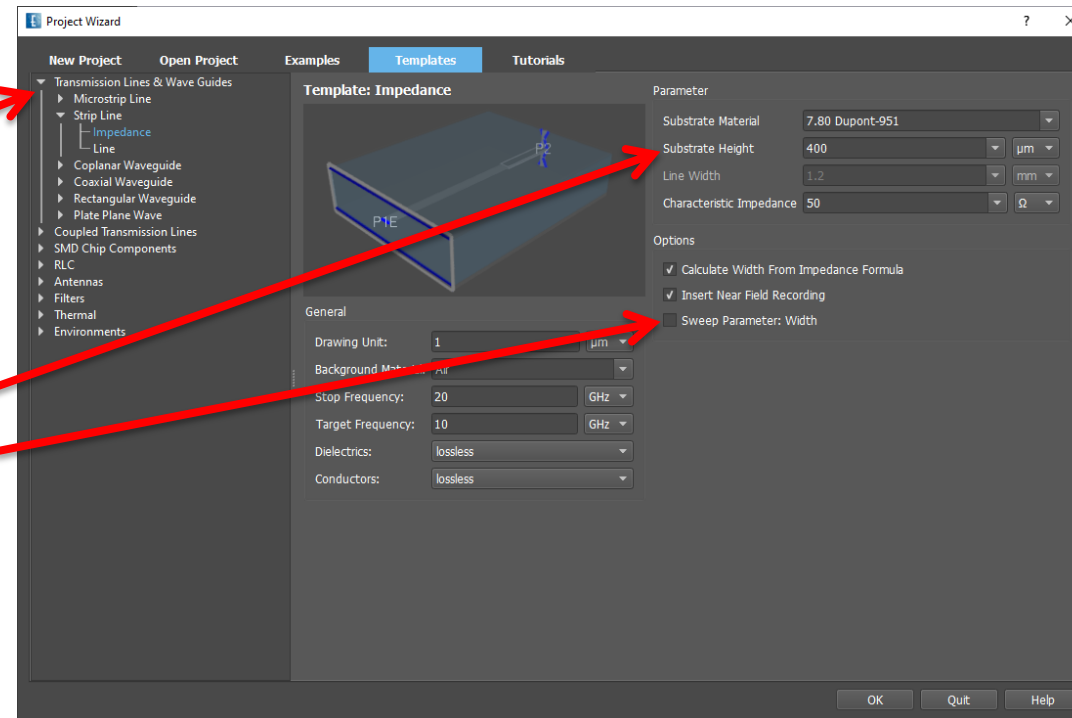 Project Wizard
?
New Project Open Project Examples Templates Tutorials
Transmission Lines & Wave Guides
Microstrip Line
Strip Line
Impedance
Line
Coplanar Waveguide
Coaxial Waveguide
Rectangular Waveguide
Plate Plane Wave
Coupled Transmission Lines
SMD Chip Components
RLC
Antennas
Filters
Thermal
Environments
Template: Impedance
P2
P1E
General
Drawing Unit: 1 µm
Background Air
Stop Frequency: 20 GHz
Target Frequency: 10 GHz
Dielectrics: lossless
Conductors: lossless
Parameter
Substrate Material 7.80 Dupont-951
Substrate Height 400 µm
Line Width 1.2 mm
Characteristic Impedance 50 Ω
Options
Calculate Width From Impedance Formula
Insert Near Field Recording
Sweep Parameter: Width
OK Quit Help